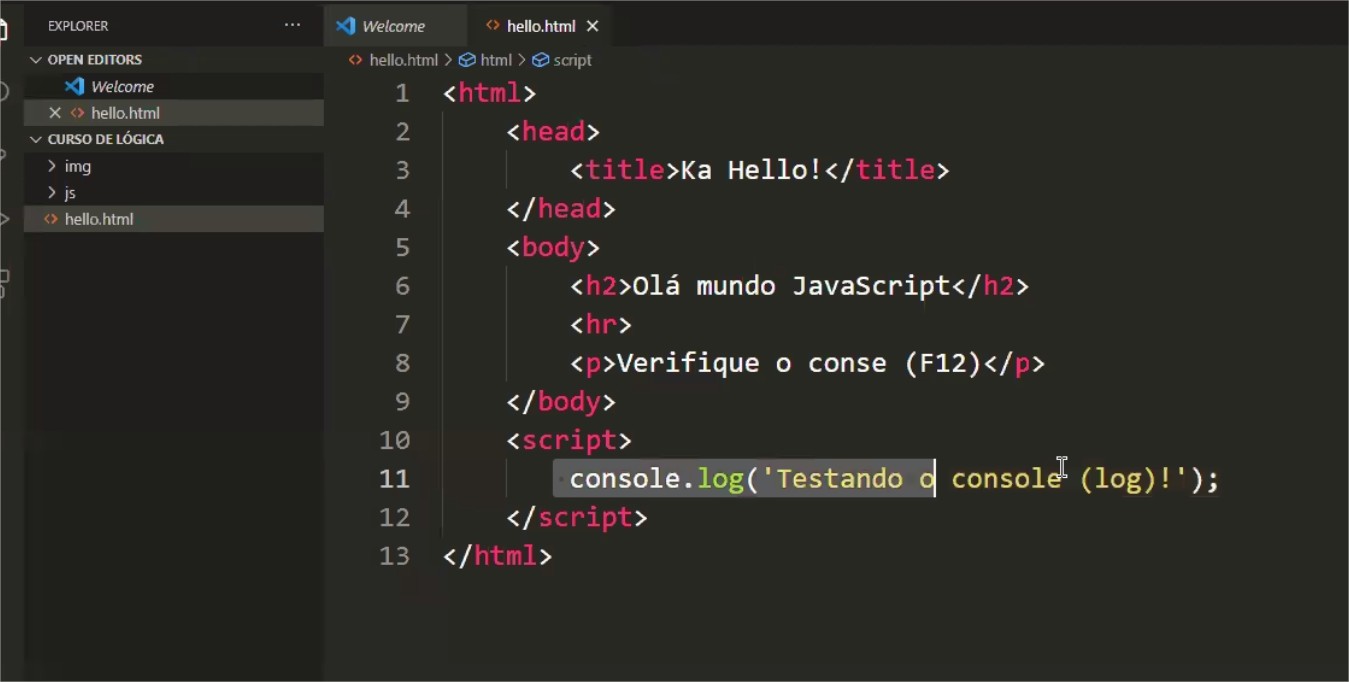 EXPLORER ···
OPEN EDITORS
Welcome
hello.html
CURSO DE LÓGICA
img
js
hello.html
Welcome
hello.html
hello.html > html > script
1 <html>
2 <head>
3 <title>Ka Hello!</title>
4 </head>
5 <body>
6 <h2>Olá mundo JavaScript</h2>
7 <hr>
8 <p>Verifique o conse (F12)</p>
9 </body>
10 <script>
11 console.log('Testando o console (log)!');
12 </script>
13 </html>